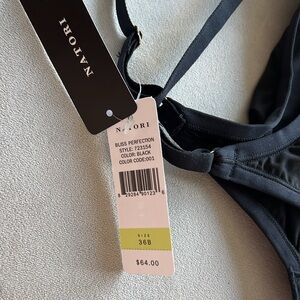 NATORI
NATORI
BLISS PERFECTION
STYLE: 723154
COLOR: BLACK
COLOR CODE:001
SIZE
36B
$64.00